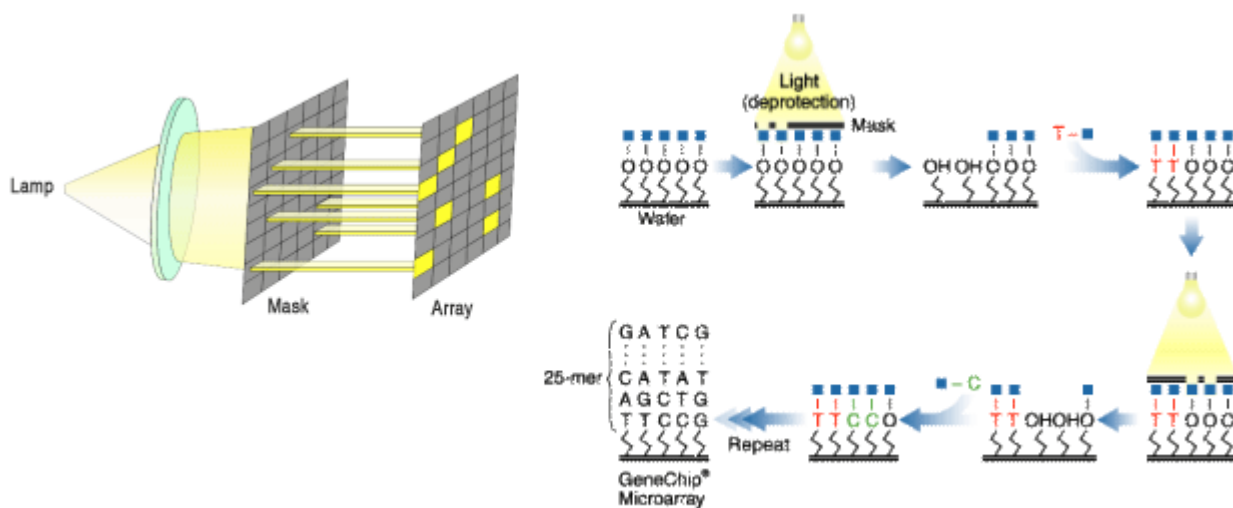 Lamp
Mask
Array
Light
(deprotection)
Mask
O O O O O
O O O O O
OH OH O O O
T
T T O O O
Wafer
G A T C G
25-mer
C A T A T
A G C T G
T T C C G
Repeat
C
T T C C O
T T OHOHO
T T O O O
GeneChip®
Microarray